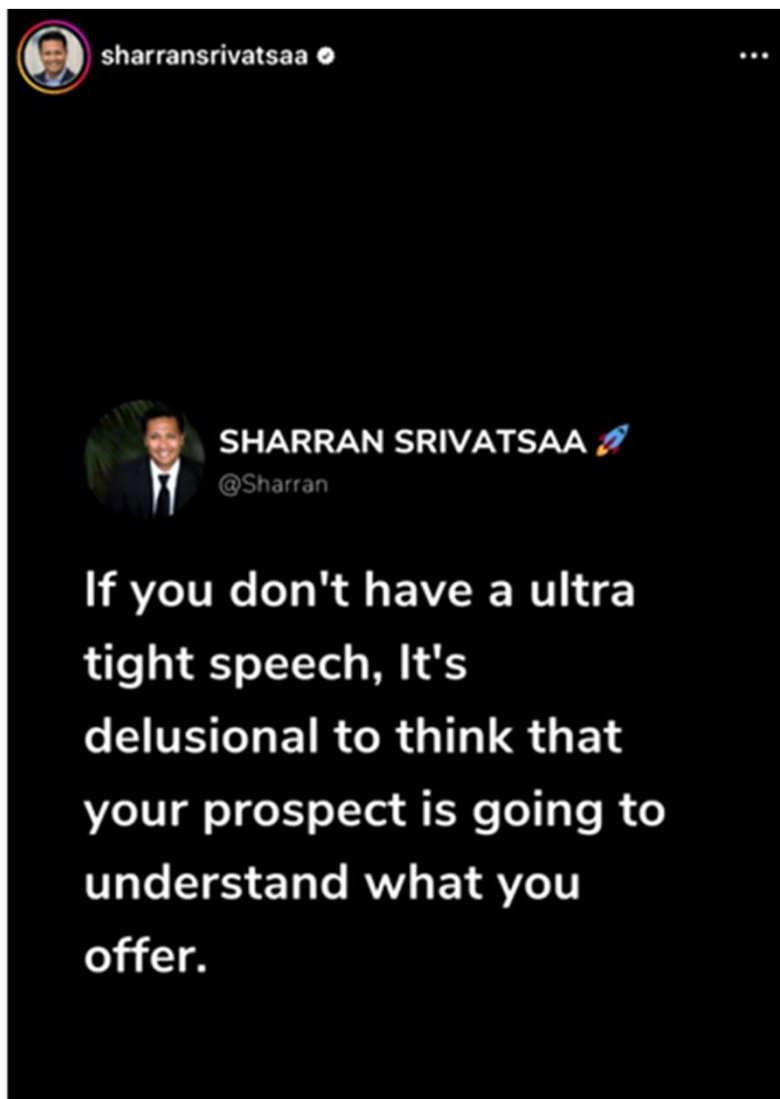 sharransrivatsaa
SHARRAN SRIVATSAA 🚀
@Sharran
If you don't have a ultra
tight speech, It's
delusional to think that
your prospect is going to
understand what you
offer.